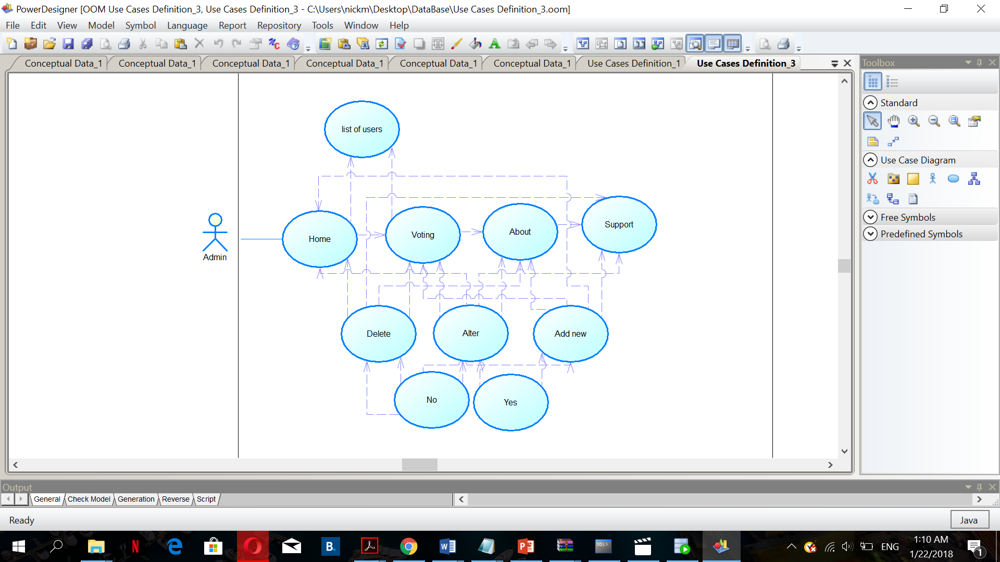 PowerDesigner [OOM Use Cases Definition_3, Use Cases Definition_3 - C:\Users\nickm\Desktop\DataBase\Use Cases Definition_3.oom]
File Edit View Model Symbol Language Report Repository Tools Window Help
Conceptual Data_1 Conceptual Data_1 Conceptual Data_1 Conceptual Data_1 Conceptual Data_1 Conceptual Data_1 Use Cases Definition_1 Use Cases Definition_3
Toolbox
Standard
Use Case Diagram
Free Symbols
Predefined Symbols
list of users
Home
Voting
About
Support
Admin
Delete
Alter
Add new
No
Yes
Output
General Check Model Generation Reverse Script
Ready
Java
B.
SQL>
ENG
1:10 AM
1/22/2018
1